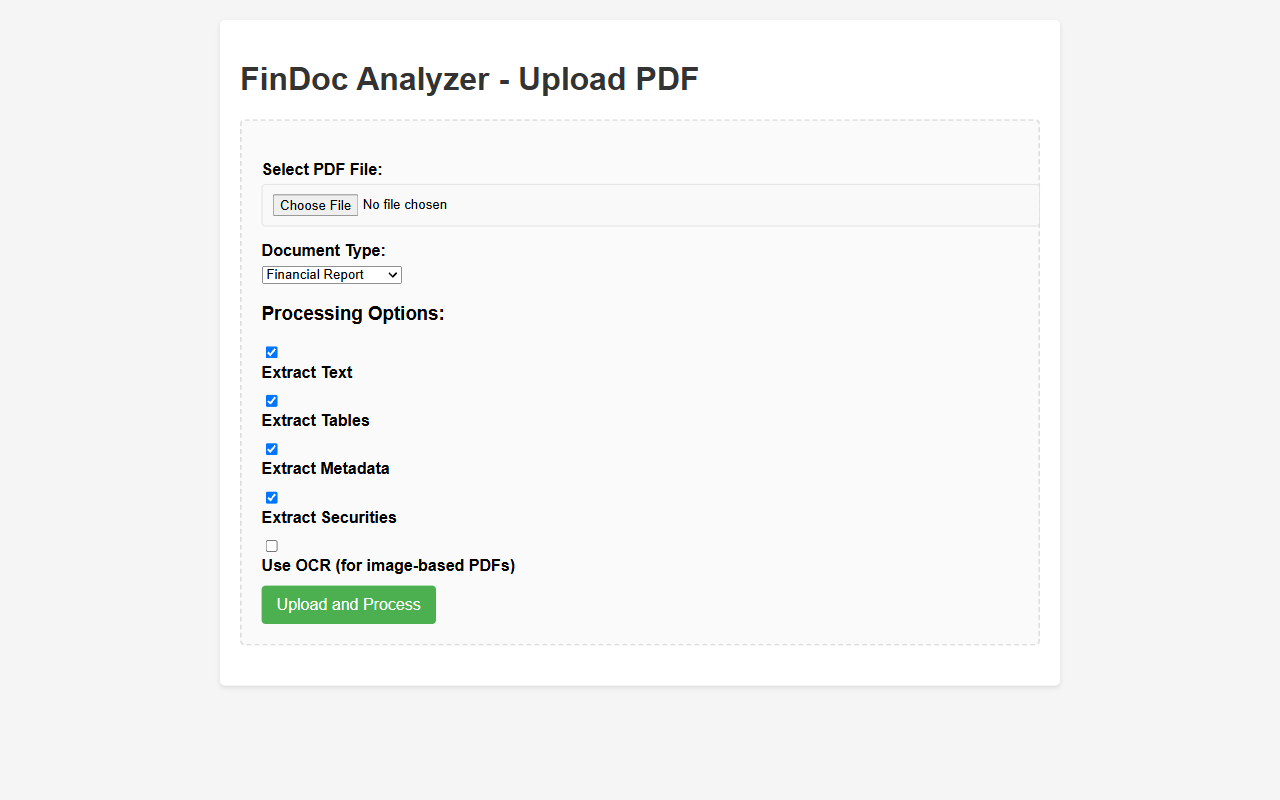 FinDoc Analyzer - Upload PDF
Select PDF File:
Choose File No file chosen
Document Type:
Financial Report
Processing Options:
Extract Text
Extract Tables
Extract Metadata
Extract Securities
Use OCR (for image-based PDFs)
Upload and Process